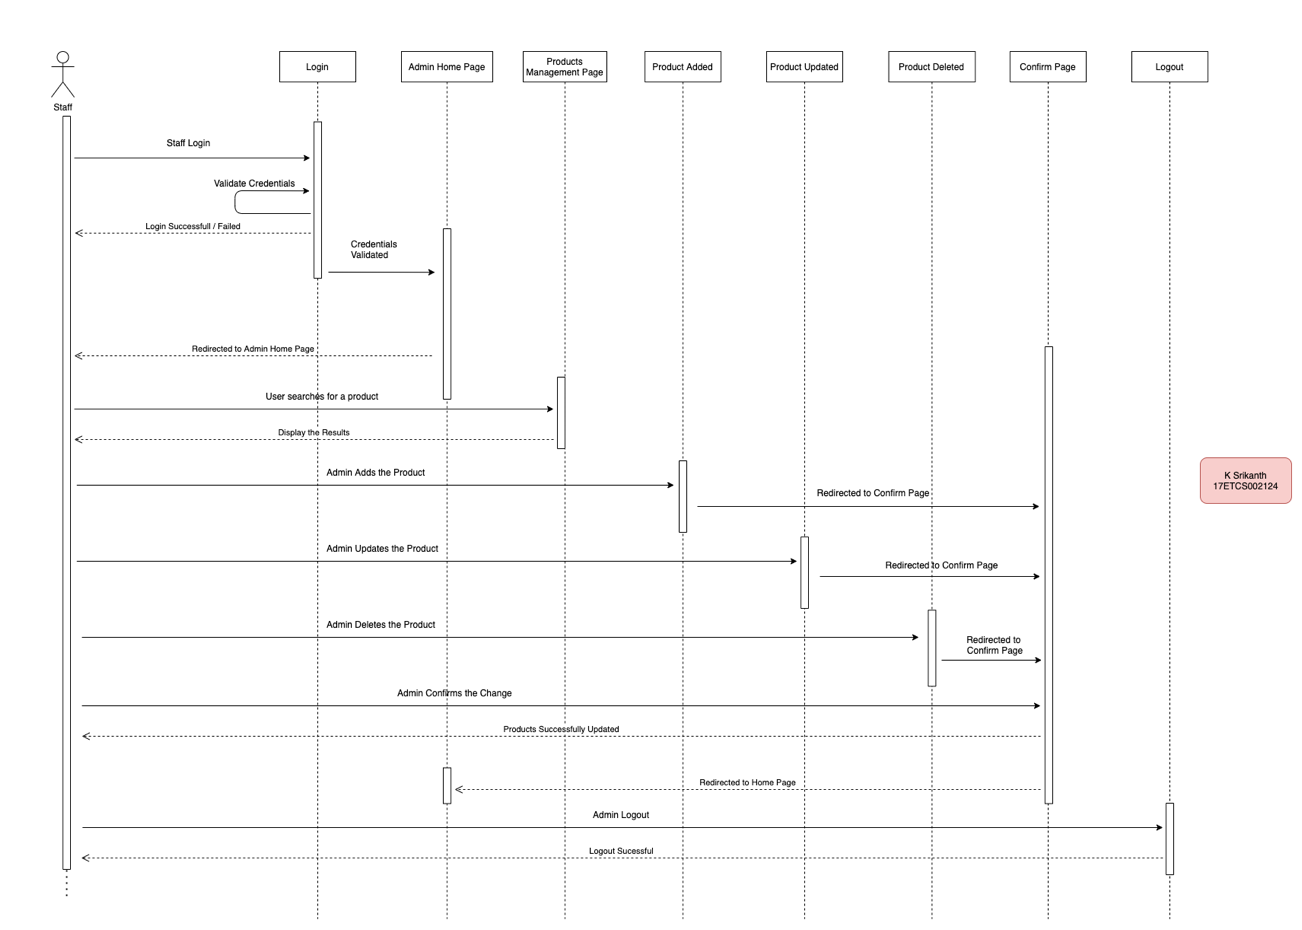 Login
Admin Home Page
Products
Management Page
Product Added
Product Updated
Product Deleted
Confirm Page
Logout
Staff
Staff Login
Validate Credentials
Login Successfull / Failed
Credentials
Validated
Redirected to Admin Home Page
User searches for a product
Display the Results
Admin Adds the Product
K Srikanth
17ETCS002124
Redirected to Confirm Page
Admin Updates the Product
Redirected to Confirm Page
Admin Deletes the Product
Redirected to
Confirm Page
Admin Confirms the Change
Products Successfully Updated
Redirected to Home Page
Admin Logout
Logout Sucessful